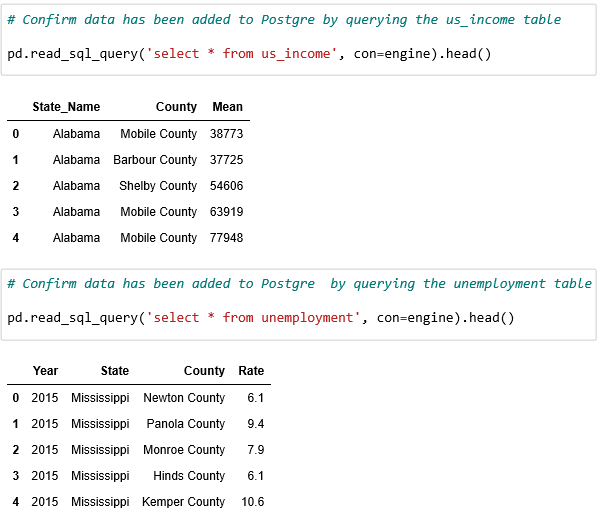 # Confirm data has been added to Postgre by querying the us_income table
pd.read_sql_query('select * from us_income', con=engine).head()
State_Name County Mean
0 Alabama Mobile County 38773
1 Alabama Barbour County 37725
2 Alabama Shelby County 54606
3 Alabama Mobile County 63919
4 Alabama Mobile County 77948
# Confirm data has been added to Postgre  by querying the unemployment table
pd.read_sql_query('select * from unemployment', con=engine).head()
Year State County Rate
0 2015 Mississippi Newton County 6.1
1 2015 Mississippi Panola County 9.4
2 2015 Mississippi Monroe County 7.9
3 2015 Mississippi Hinds County 6.1
4 2015 Mississippi Kemper County 10.6